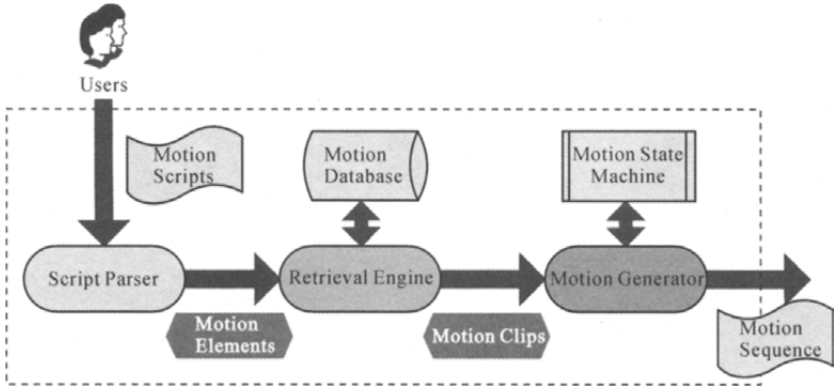 Users
Motion
Scripts
Motion
Database
Motion State
Machine
Script Parser
Retrieval Engine
Motion Generator
Motion
Elements
Motion Clips
Motion
Sequence